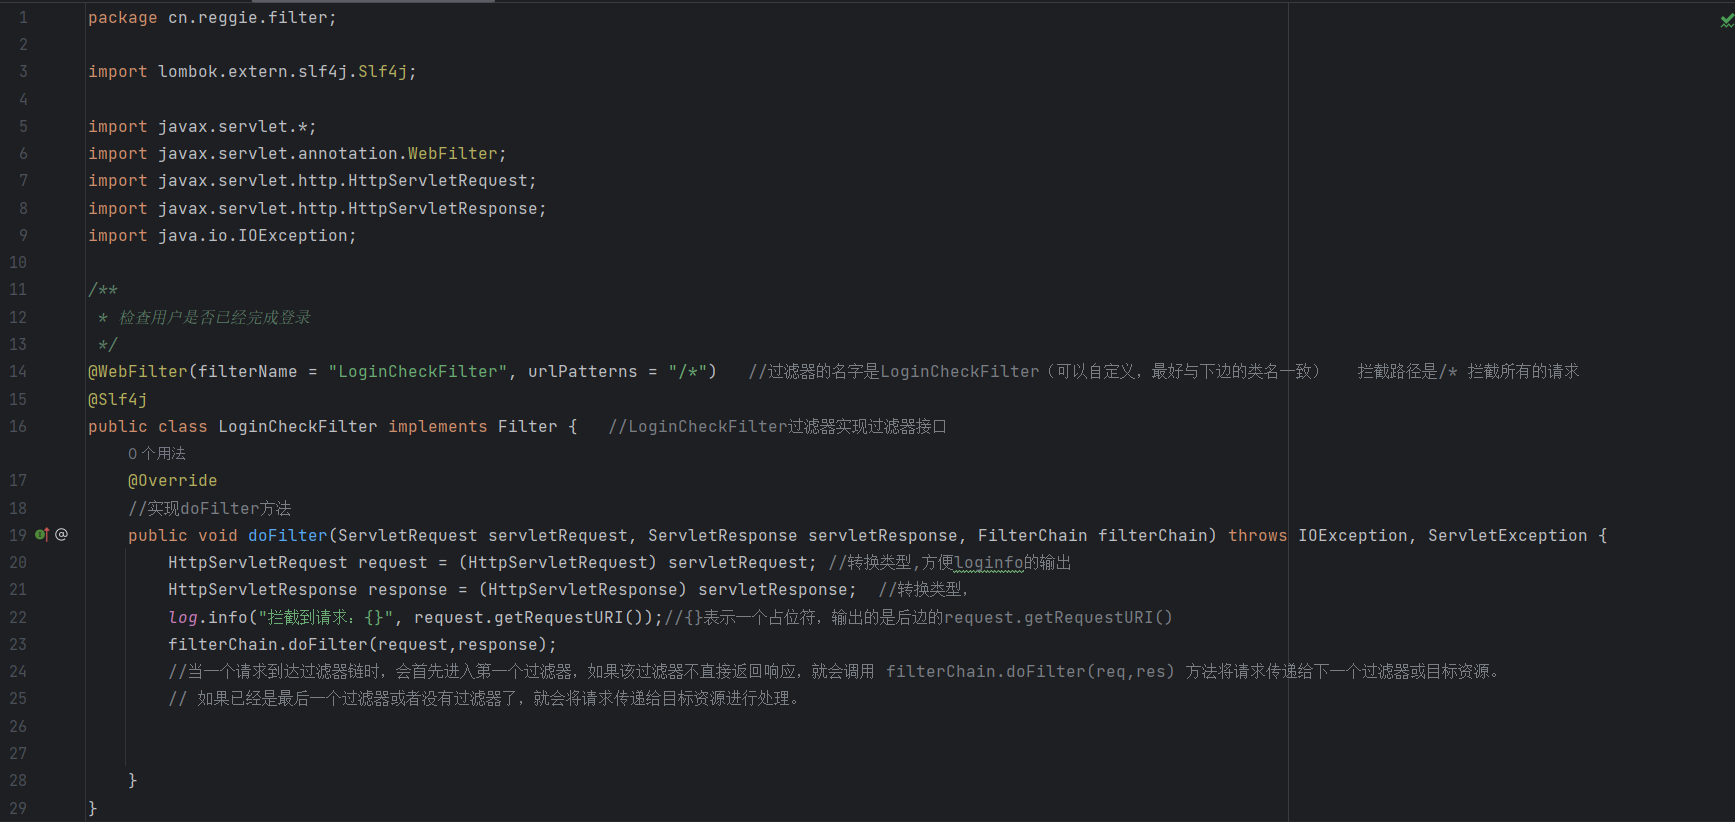 1 package cn.reggie.filter;
2
3 import lombok.extern.slf4j.Slf4j;
4
5 import javax.servlet.*;
6 import javax.servlet.annotation.WebFilter;
7 import javax.servlet.http.HttpServletRequest;
8 import javax.servlet.http.HttpServletResponse;
9 import java.io.IOException;
10
11 /**
12  * 检查用户是否已经完成登录
13  */
14 @WebFilter(filterName = "LoginCheckFilter", urlPatterns = "/*")   //过滤器的名字是LoginCheckFilter（可以自定义，最好与下边的类名一致）   拦截路径是/* 拦截所有的请求
15 @Slf4j
16 public class LoginCheckFilter implements Filter {   //LoginCheckFilter过滤器实现过滤器接口
0 个用法
17     @Override
18     //实现doFilter方法
19 @    public void doFilter(ServletRequest servletRequest, ServletResponse servletResponse, FilterChain filterChain) throws IOException, ServletException {
20         HttpServletRequest request = (HttpServletRequest) servletRequest; //转换类型,方便loginfo的输出
21         HttpServletResponse response = (HttpServletResponse) servletResponse;  //转换类型，
22         log.info("拦截到请求：{}", request.getRequestURI());//{}表示一个占位符，输出的是后边的request.getRequestURI()
23         filterChain.doFilter(request,response);
24         //当一个请求到达过滤器链时，会首先进入第一个过滤器，如果该过滤器不直接返回响应，就会调用 filterChain.doFilter(req,res) 方法将请求传递给下一个过滤器或目标资源。
25         // 如果已经是最后一个过滤器或者没有过滤器了，就会将请求传递给目标资源进行处理。
26
27
28     }
29 }